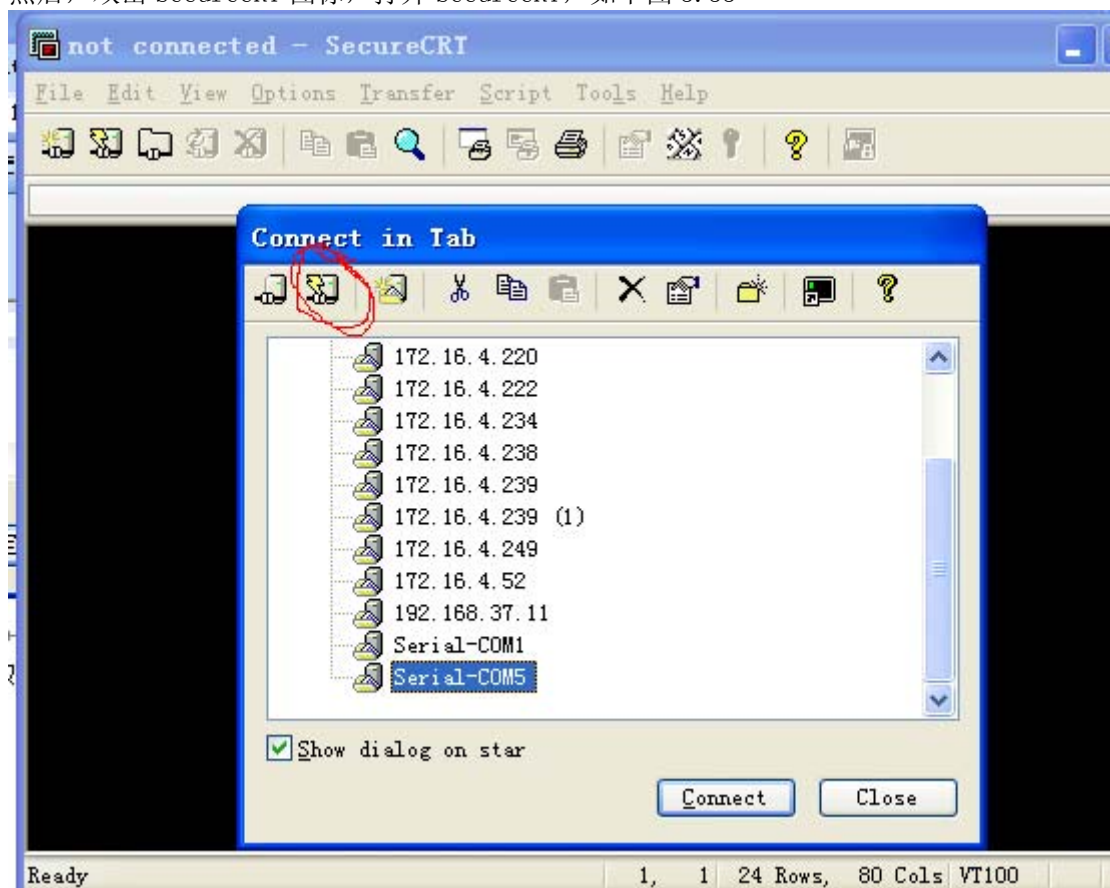 not connected - SecureCRT
File Edit View Options Transfer Script Tools Help
Connect in Tab
172.16.4.220
172.16.4.222
172.16.4.234
172.16.4.238
172.16.4.239
172.16.4.239 (1)
172.16.4.249
172.16.4.52
192.168.37.11
Serial-COM1
Serial-COM5
Show dialog on star
Connect Close
Ready 1, 1 24 Rows, 80 Cols VT100